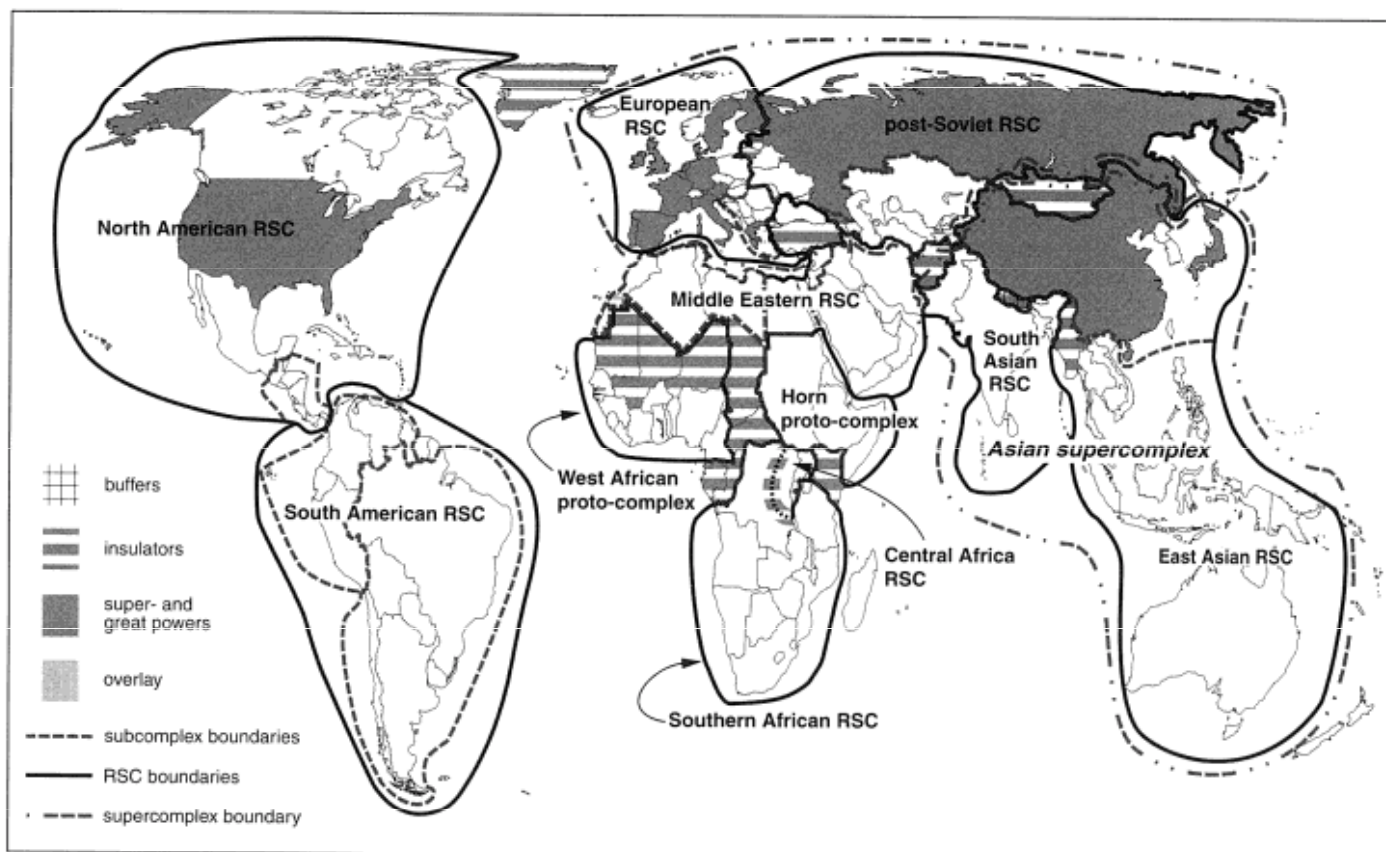 European
RSC
post-Soviet RSC
North American RSC
Middle Eastern RSC
South
Asian
RSC
Horn
proto-complex
Asian supercomplex
West African
proto-complex
South American RSC
Central Africa
RSC
East Asian RSC
Southern African RSC
buffers
insulators
super- and
great powers
overlay
subcomplex boundaries
RSC boundaries
supercomplex boundary